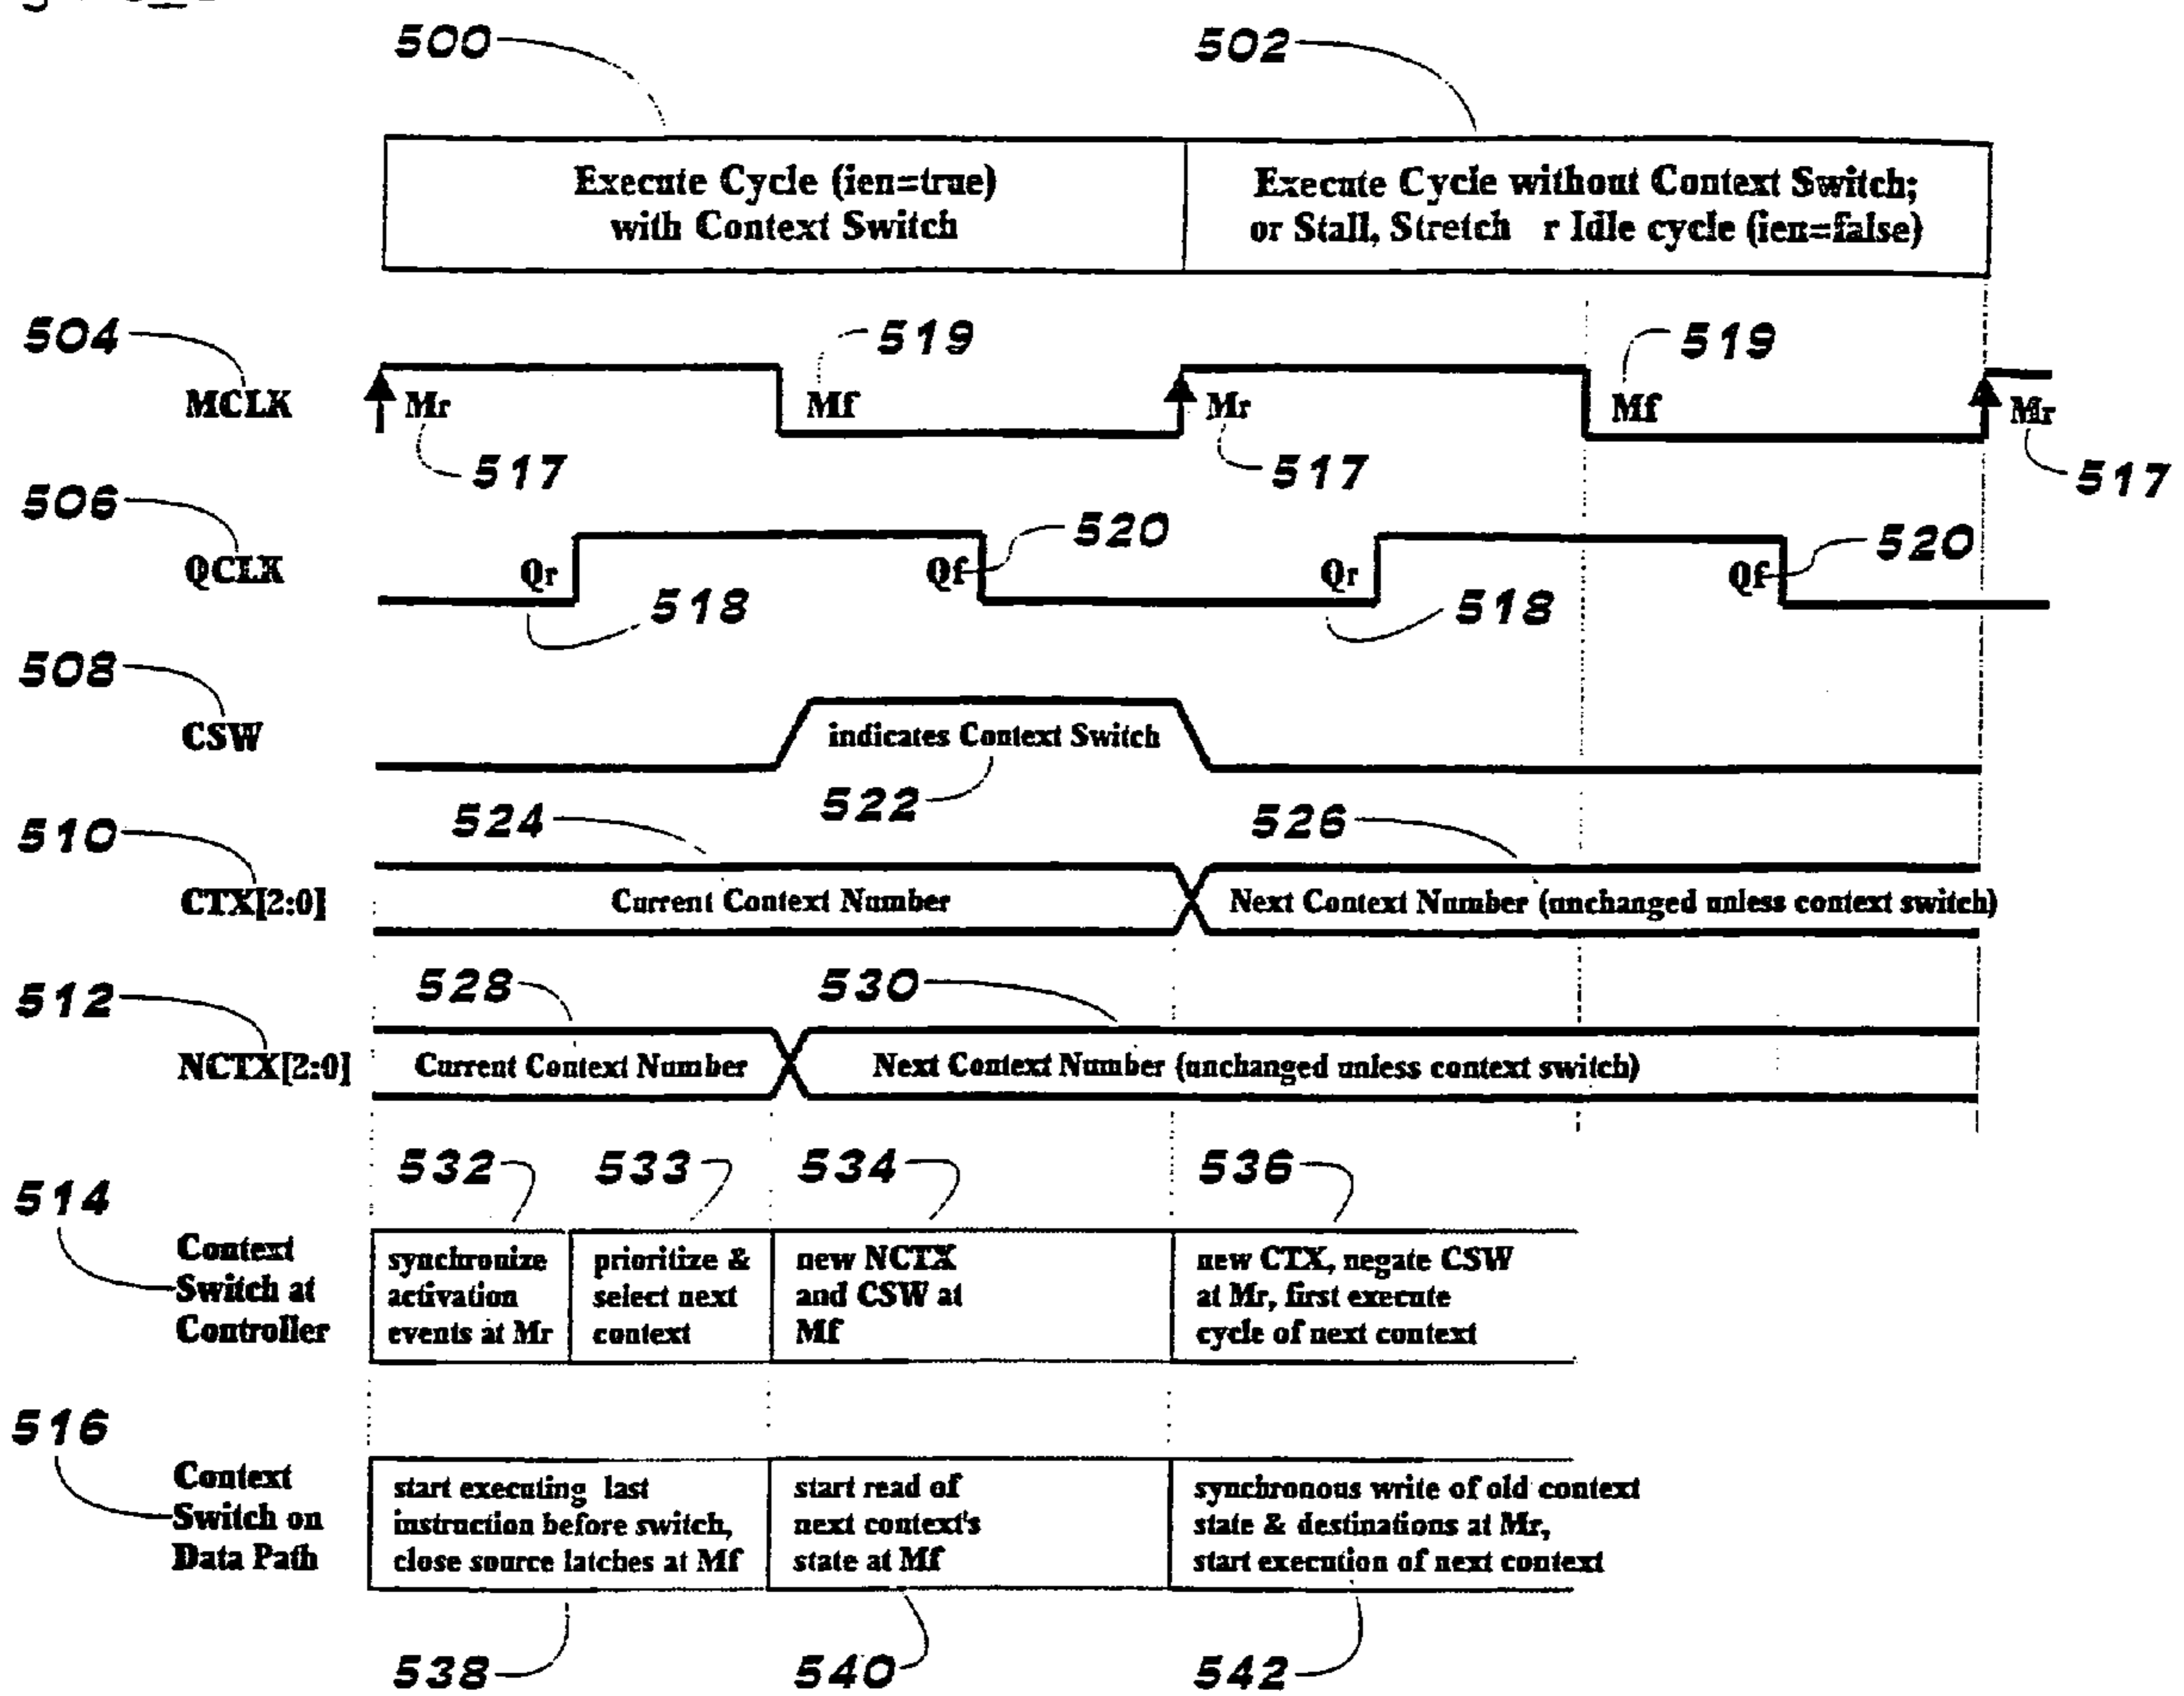 500
502
Execute Cycle (ien=true)
with Context Switch
Execute Cycle without Context Switch;
or Stall, Stretch r Idle cycle (ien=false)
504
519
519
MCLK
Mr
Mf
Mr
Mf
Mr
517
517
517
506
520
520
QCLK
Qr
Qf
Qr
Qf
518
518
508
CSW
indicates Context Switch
522
524
526
510
CTX[2:0]
Current Context Number
Next Context Number (unchanged unless context switch)
528
530
512
NCTX[2:0]
Current Context Number
Next Context Number (unchanged unless context switch)
532
533
534
536
514
Context
Switch at
Controller
synchronize
activation
events at Mr
prioritize &
select next
context
new NCTX
and CSW at
Mf
new CTX, negate CSW
at Mr, first execute
cycle of next context
516
Context
Switch on
Data Path
start executing last
instruction before switch,
close source latches at Mf
start read of
next context's
state at Mf
synchronous write of old context
state & destinations at Mr,
start execution of next context
538
540
542